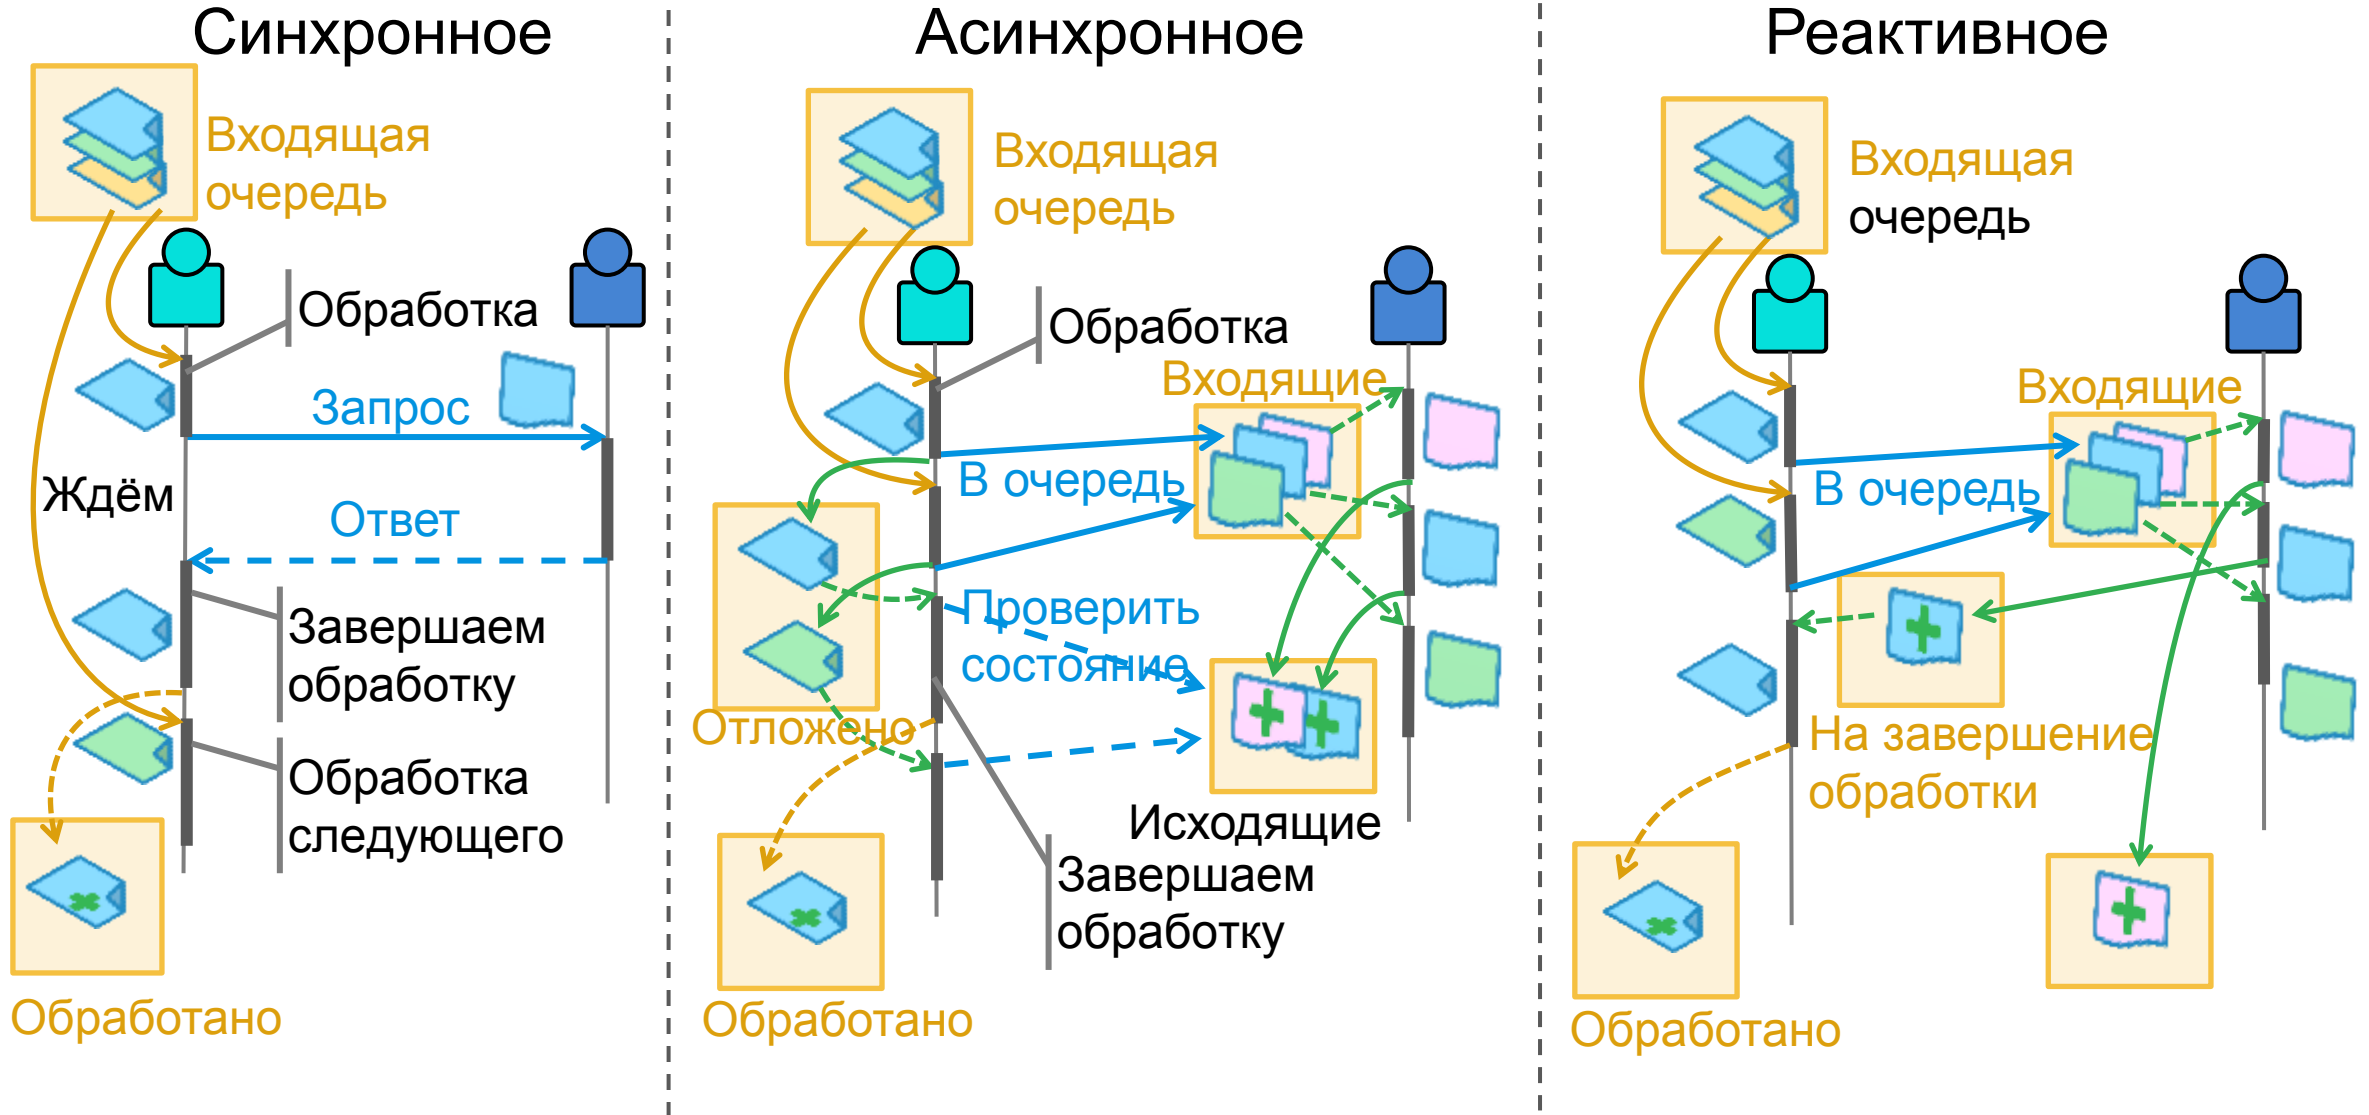 Синхронное
Входящая
очередь
Обработка
Запрос
Ждём
Ответ
Завершаем
обработку
Обработка
следующего
Обработано
Асинхронное
Входящая
очередь
Обработка
Входящие
В очередь
Проверить
состояние
Отложено
Исходящие
Завершаем
обработку
Обработано
Реактивное
Входящая
очередь
Входящие
В очередь
На завершение
обработки
Обработано